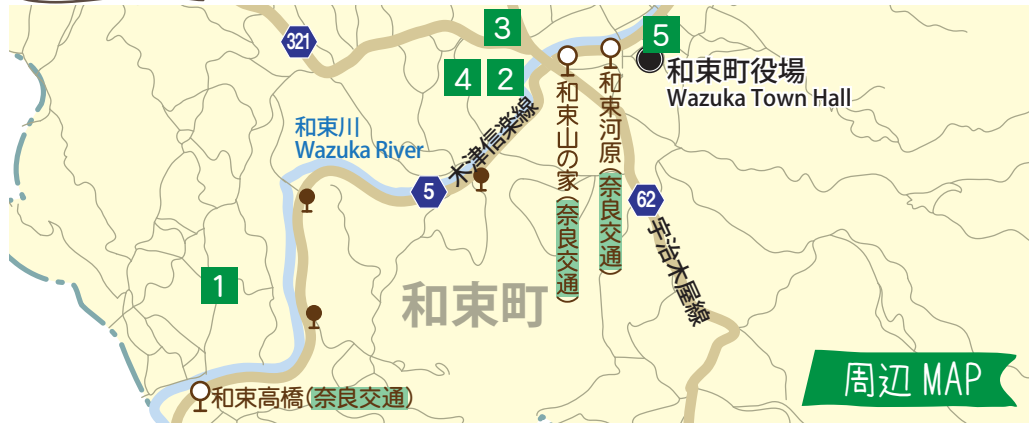 321
3
5
4
2
和束町役場
Wazuka Town Hall
和束川
Wazuka River
木津信楽線
5
和束山の家(奈良交通)
和束河原(奈良交通)
62
宇治木屋線
1
和束町
和束高橋(奈良交通)
周辺 MAP